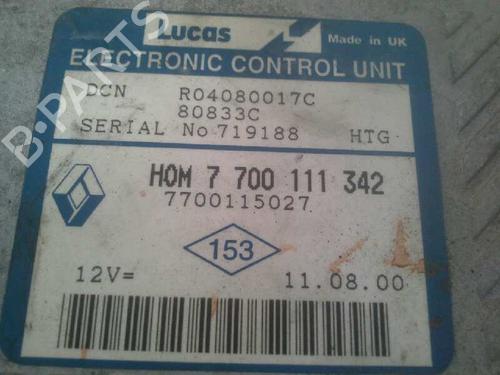 Lucas
Made in UK
ELECTRONIC CONTROL UNIT
DCN R04080017C
80833C
SERIAL No 719188 HTG
HOM 7 700 111 342
7700115027
153
12V= 11.08.00
B-PARTS